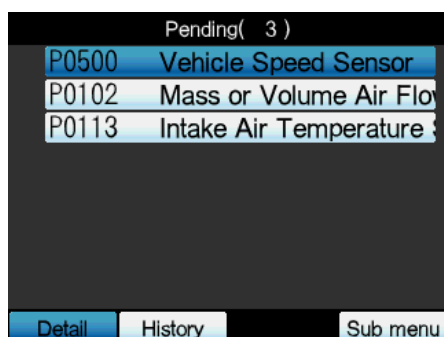 Pending( 3 )
P0500 Vehicle Speed Sensor
P0102 Mass or Volume Air Flo
P0113 Intake Air Temperature
Detail History Sub menu